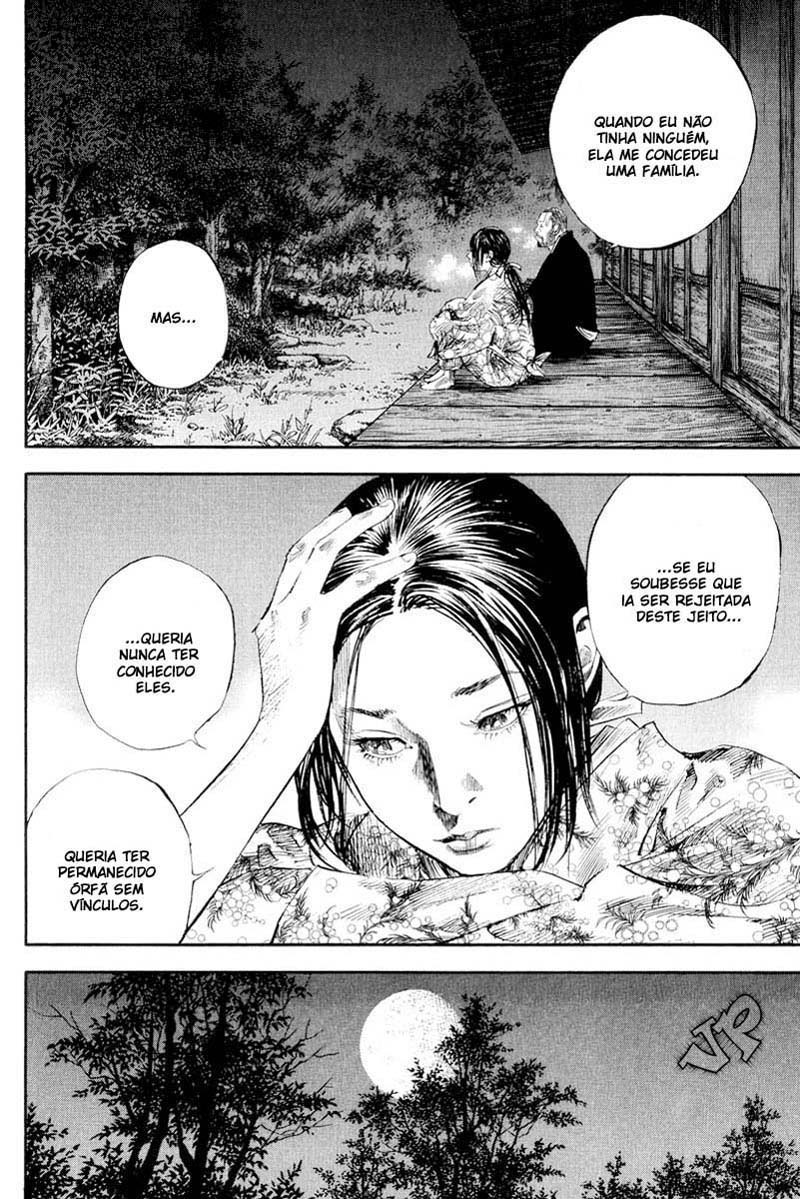 QUANDO EU NÃO
TINHA NINGUÉM,
ELA ME CONCEDEU
UMA FAMÍLIA.
MAS...
...SE EU
SOUBESSE QUE
IA SER REJEITADA
DESTE JEITO...
...QUERIA
NUNCA TER
CONHECIDO
ELES.
QUERIA TER
PERMANECIDO
ÓRFÃ SEM
VÍNCULOS.
VP